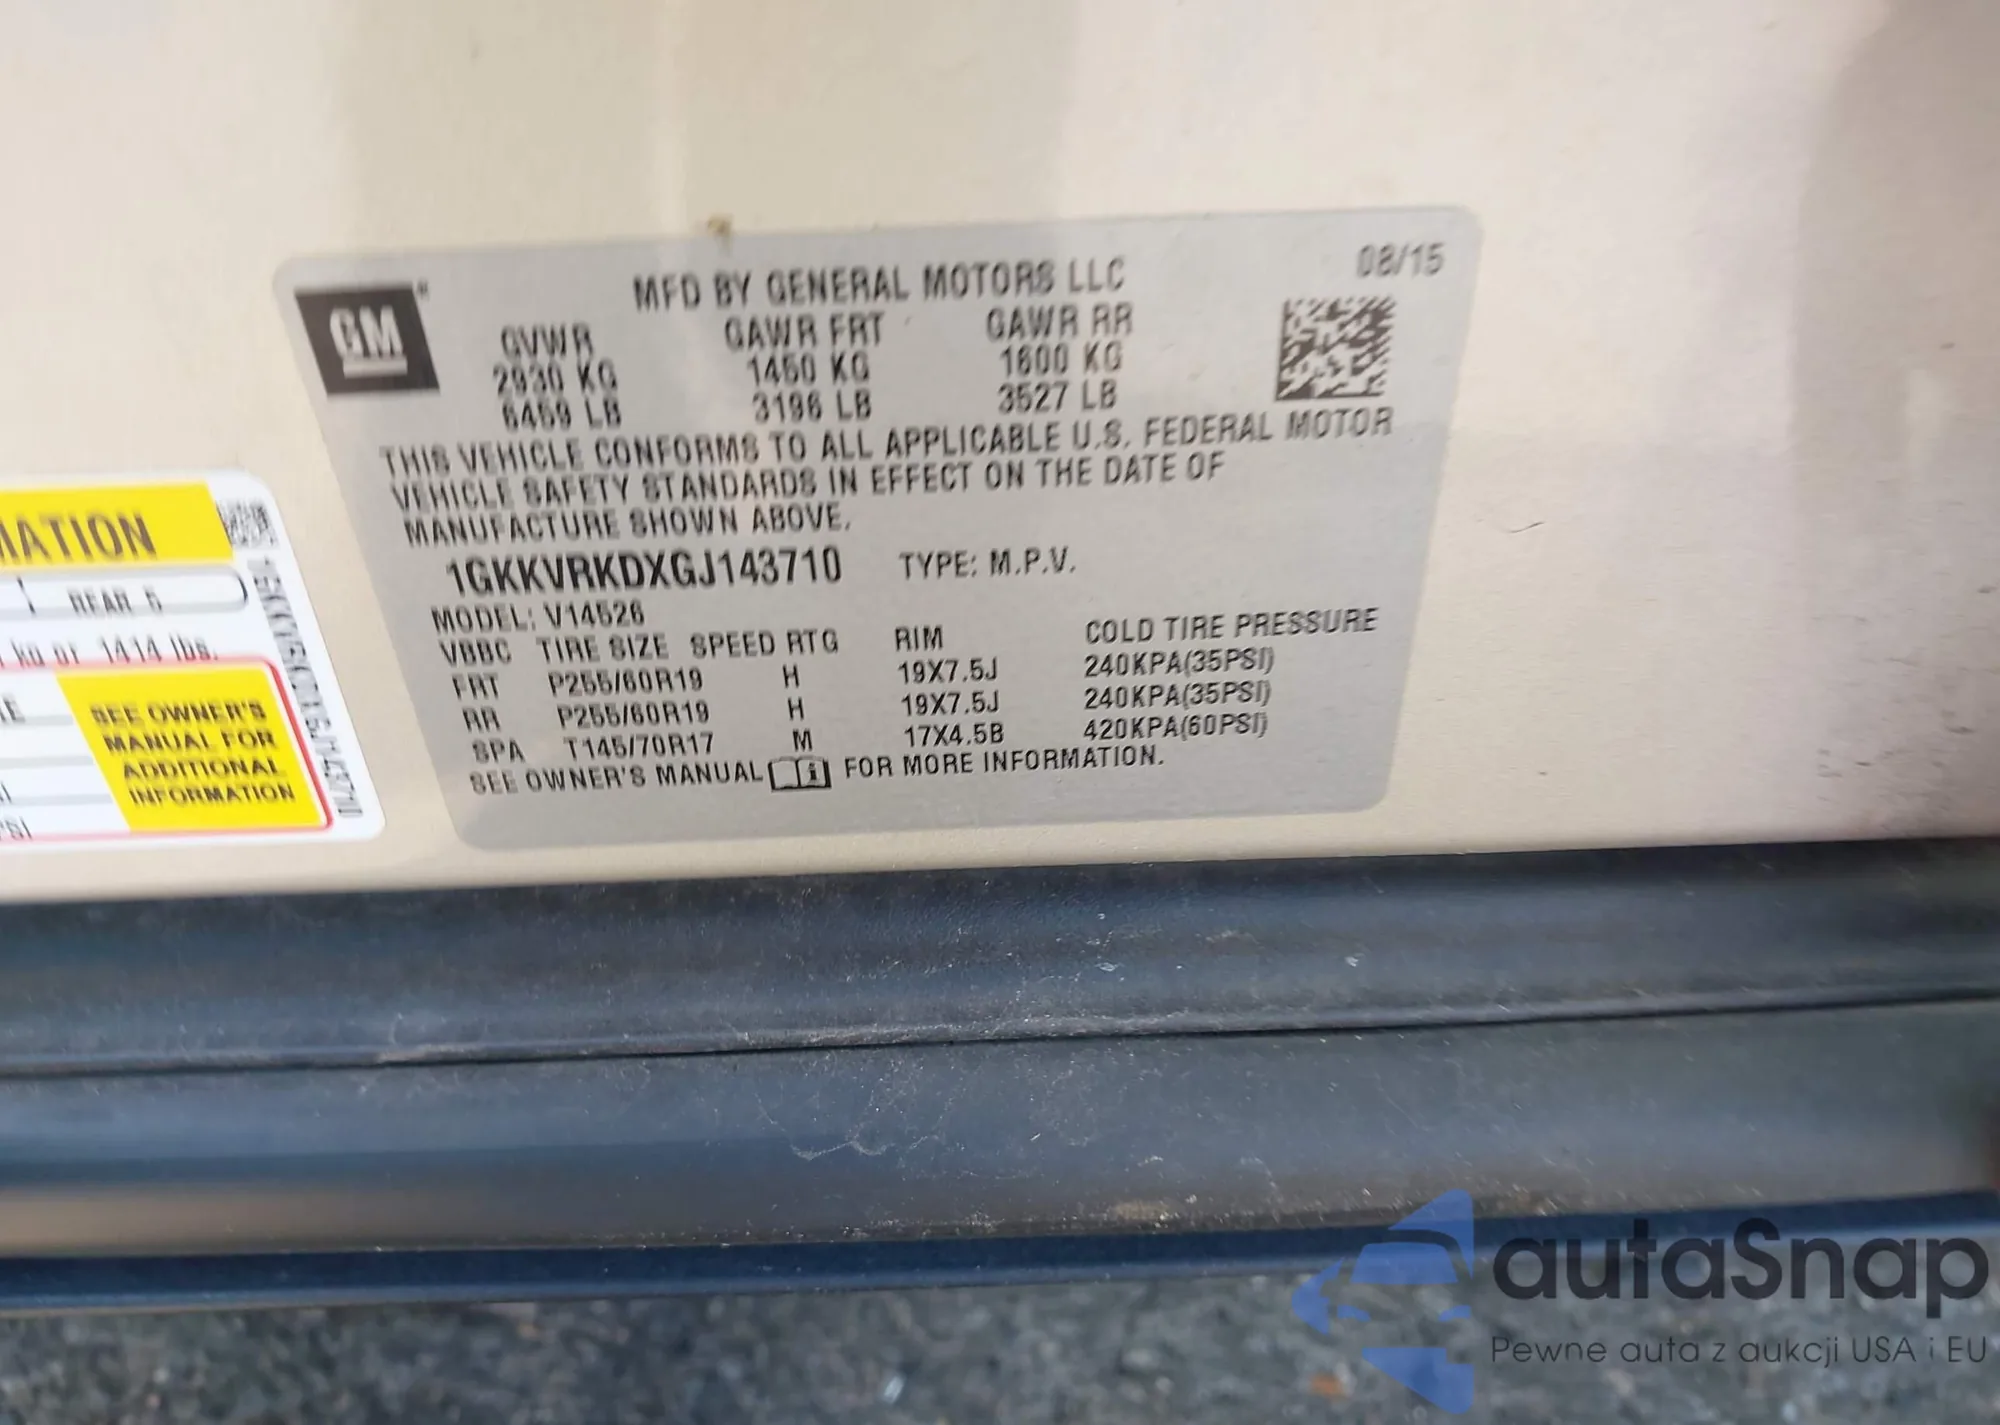 GM
MFD BY GENERAL MOTORS LLC 08/15
GVWR GAWR FRT GAWR RR
2930 KG 1450 KG 1600 KG
6459 LB 3196 LB 3527 LB
THIS VEHICLE CONFORMS TO ALL APPLICABLE U.S. FEDERAL MOTOR
VEHICLE SAFETY STANDARDS IN EFFECT ON THE DATE OF
MANUFACTURE SHOWN ABOVE.
1GKKVRKDXGJ143710 TYPE: M.P.V.
MODEL: V14526
VBBC TIRE SIZE SPEED RTG RIM COLD TIRE PRESSURE
FRT P255/60R19 H 19X7.5J 240KPA(35PSI)
RR P255/60R19 H 19X7.5J 240KPA(35PSI)
SPA T145/70R17 M 17X4.5B 420KPA(60PSI)
SEE OWNER'S MANUAL FOR MORE INFORMATION.
MATION
REAR 5
kg or 1414 lbs.
SEE OWNER'S
MANUAL FOR
ADDITIONAL
INFORMATION
autaSnap
Pewne auta z aukcji USA i EU